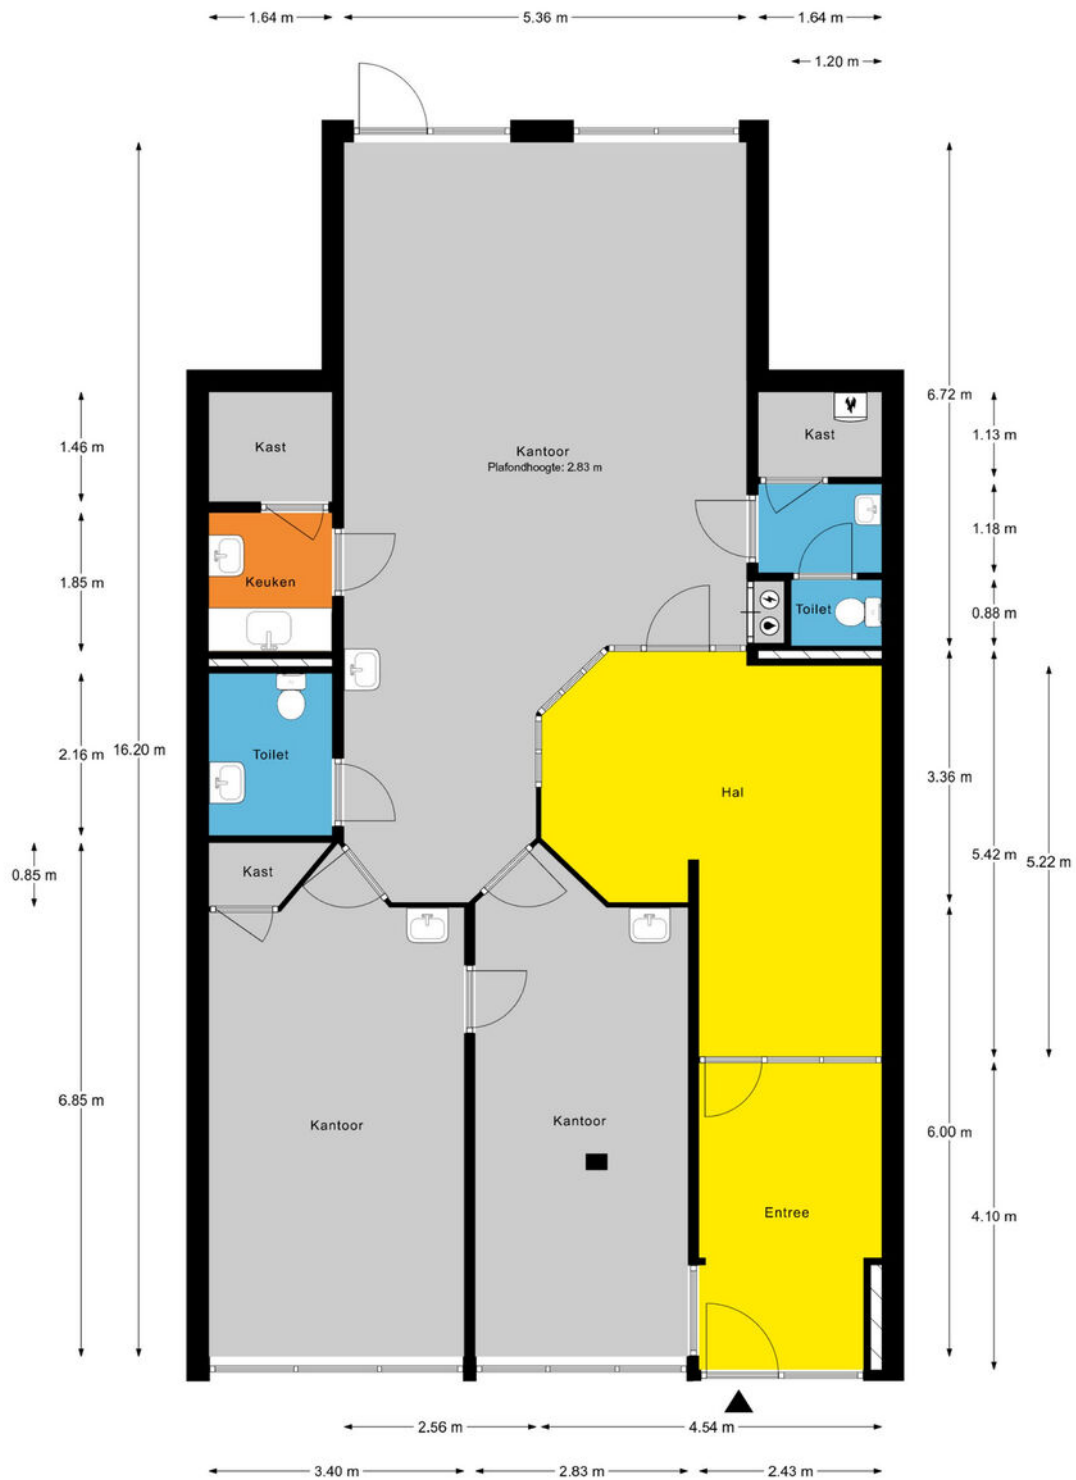 1.64 m
5.36 m
1.64 m
1.20 m
Kast
Kantoor
Plafondhoogte: 2.83 m
Kast
6.72 m
1.13 m
1.46 m
1.18 m
1.85 m
Keuken
Toilet
0.88 m
2.16 m
16.20 m
Toilet
Hal
3.36 m
0.85 m
Kast
5.42 m
5.22 m
6.85 m
Kantoor
Kantoor
6.00 m
Entree
4.10 m
2.56 m
4.54 m
3.40 m
2.83 m
2.43 m